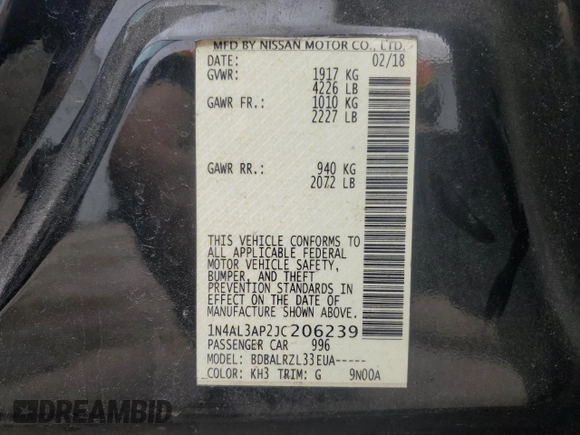 MFD BY NISSAN MOTOR CO., LTD.
DATE: 02/18
GVWR: 1917 KG
4226 LB
GAWR FR.: 1010 KG
2227 LB
GAWR RR.: 940 KG
2072 LB
THIS VEHICLE CONFORMS TO
ALL APPLICABLE FEDERAL
MOTOR VEHICLE SAFETY,
BUMPER, AND THEFT
PREVENTION STANDARDS IN
EFFECT ON THE DATE OF
MANUFACTURE SHOWN ABOVE.
1N4AL3AP2JC206239
PASSENGER CAR 996
MODEL: BDBALRZL33EUA-----
COLOR: KH3 TRIM: G 9N00A
DREAMBID